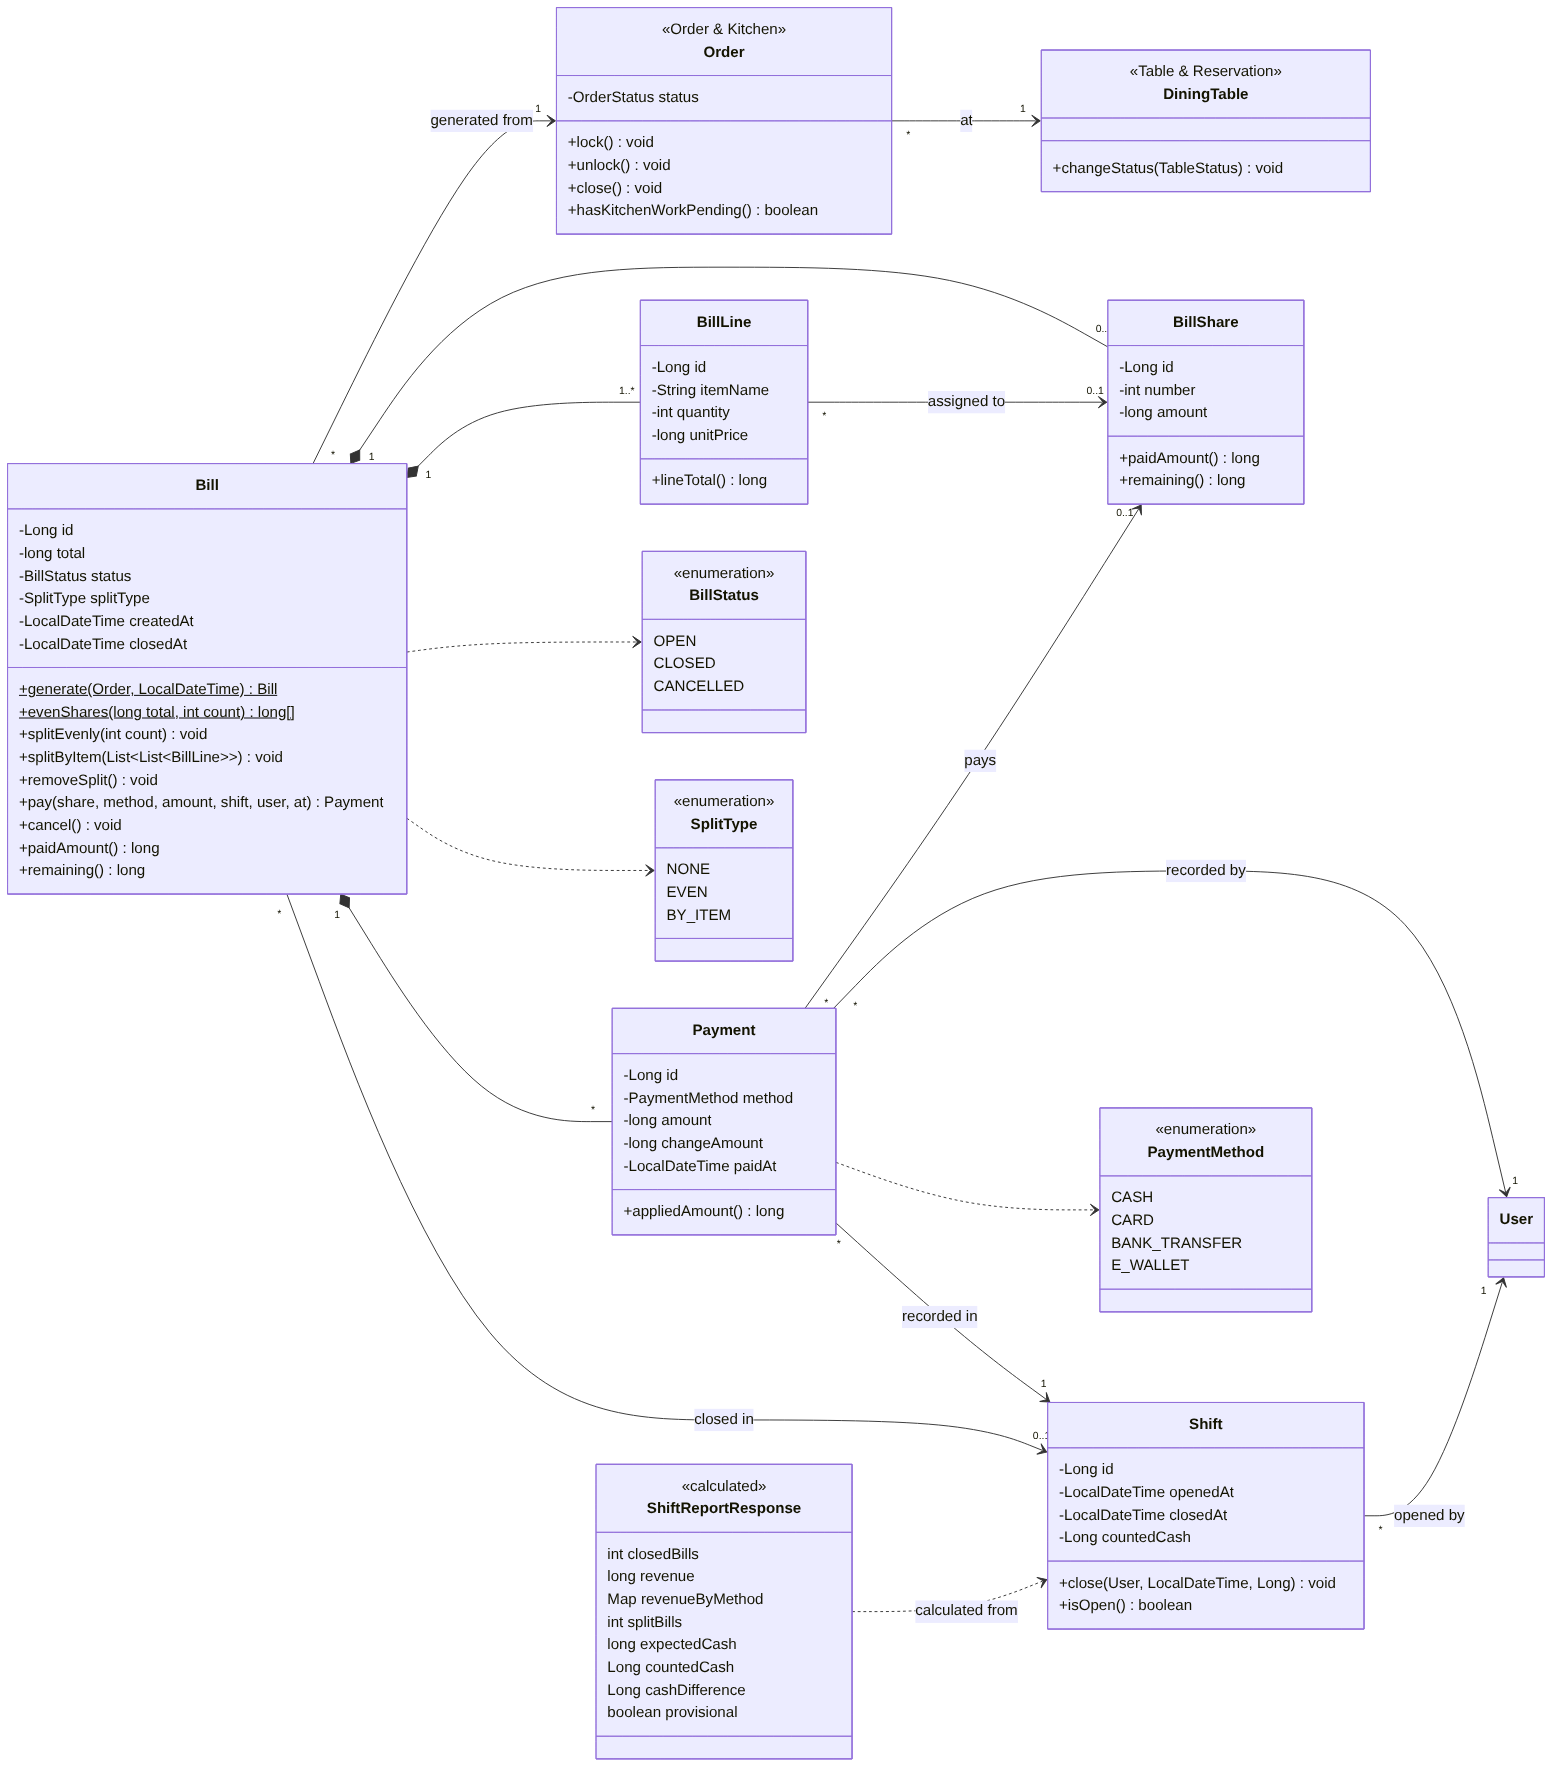 «Order & Kitchen»
Order
-OrderStatus status
+lock() : void
+unlock() : void
+close() : void
+hasKitchenWorkPending() : boolean
«Table & Reservation»
DiningTable
+changeStatus(TableStatus) : void
generated from
1
*
at
1
*
BillLine
-Long id
-String itemName
-int quantity
-long unitPrice
+lineTotal() : long
BillShare
-Long id
-int number
-long amount
+paidAmount() : long
+remaining() : long
0..
1
1..*
1
assigned to
*
0..1
Bill
-Long id
-long total
-BillStatus status
-SplitType splitType
-LocalDateTime createdAt
-LocalDateTime closedAt
+generate(Order, LocalDateTime) : Bill
+evenShares(long total, int count) : long[]
+splitEvenly(int count) : void
+splitByItem(List<List<BillLine>>) : void
+removeSplit() : void
+pay(share, method, amount, shift, user, at) : Payment
+cancel() : void
+paidAmount() : long
+remaining() : long
«enumeration»
BillStatus
OPEN
CLOSED
CANCELLED
«enumeration»
SplitType
NONE
EVEN
BY_ITEM
0..1
pays
*
recorded by
*
1
*
1
*
Payment
-Long id
-PaymentMethod method
-long amount
-long changeAmount
-LocalDateTime paidAt
+appliedAmount() : long
«enumeration»
PaymentMethod
CASH
CARD
BANK_TRANSFER
E_WALLET
User
1
recorded in
*
1
closed in
0..1
Shift
-Long id
-LocalDateTime openedAt
-LocalDateTime closedAt
-Long countedCash
+close(User, LocalDateTime, Long) : void
+isOpen() : boolean
opened by
*
«calculated»
ShiftReportResponse
int closedBills
long revenue
Map revenueByMethod
int splitBills
long expectedCash
Long countedCash
Long cashDifference
boolean provisional
calculated from